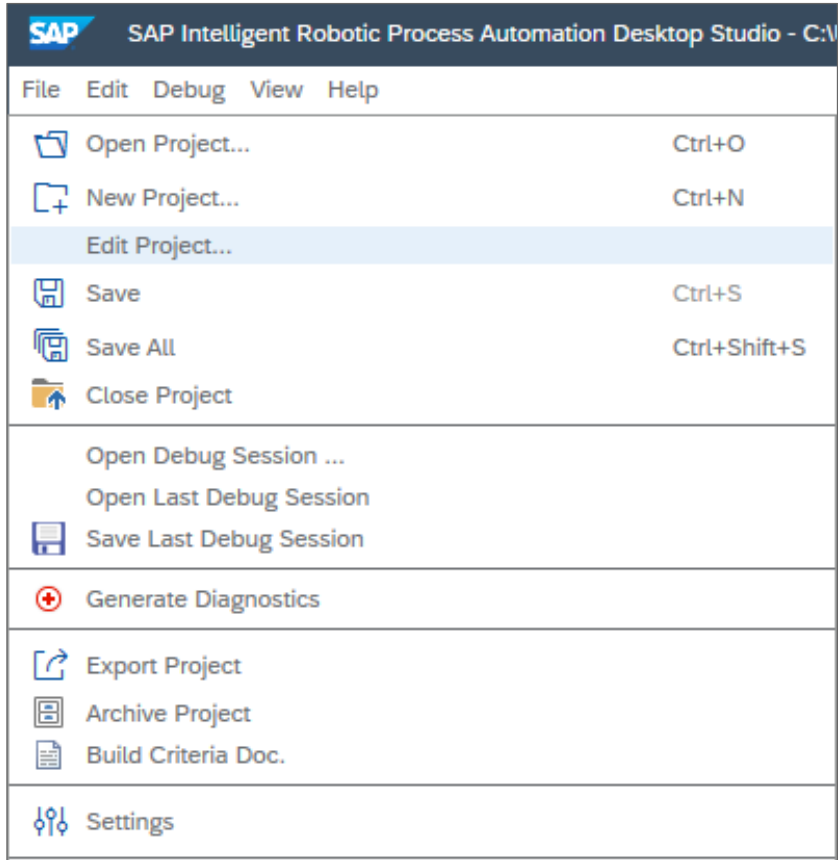 SAP SAP Intelligent Robotic Process Automation Desktop Studio - C:\
File Edit Debug View Help
Open Project... Ctrl+O
New Project... Ctrl+N
Edit Project...
Save Ctrl+S
Save All Ctrl+Shift+S
Close Project
Open Debug Session ...
Open Last Debug Session
Save Last Debug Session
Generate Diagnostics
Export Project
Archive Project
Build Criteria Doc.
Settings